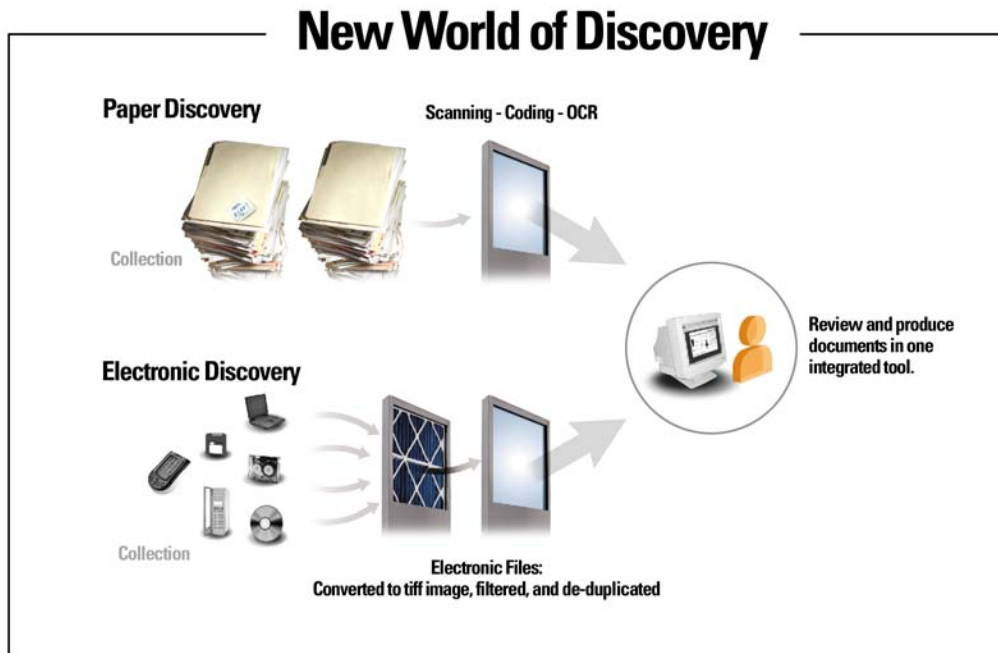 New World of Discovery
Paper Discovery
Scanning - Coding - OCR
Collection
Review and produce
documents in one
integrated tool.
Electronic Discovery
Collection
Electronic Files:
Converted to tiff image, filtered, and de-duplicated